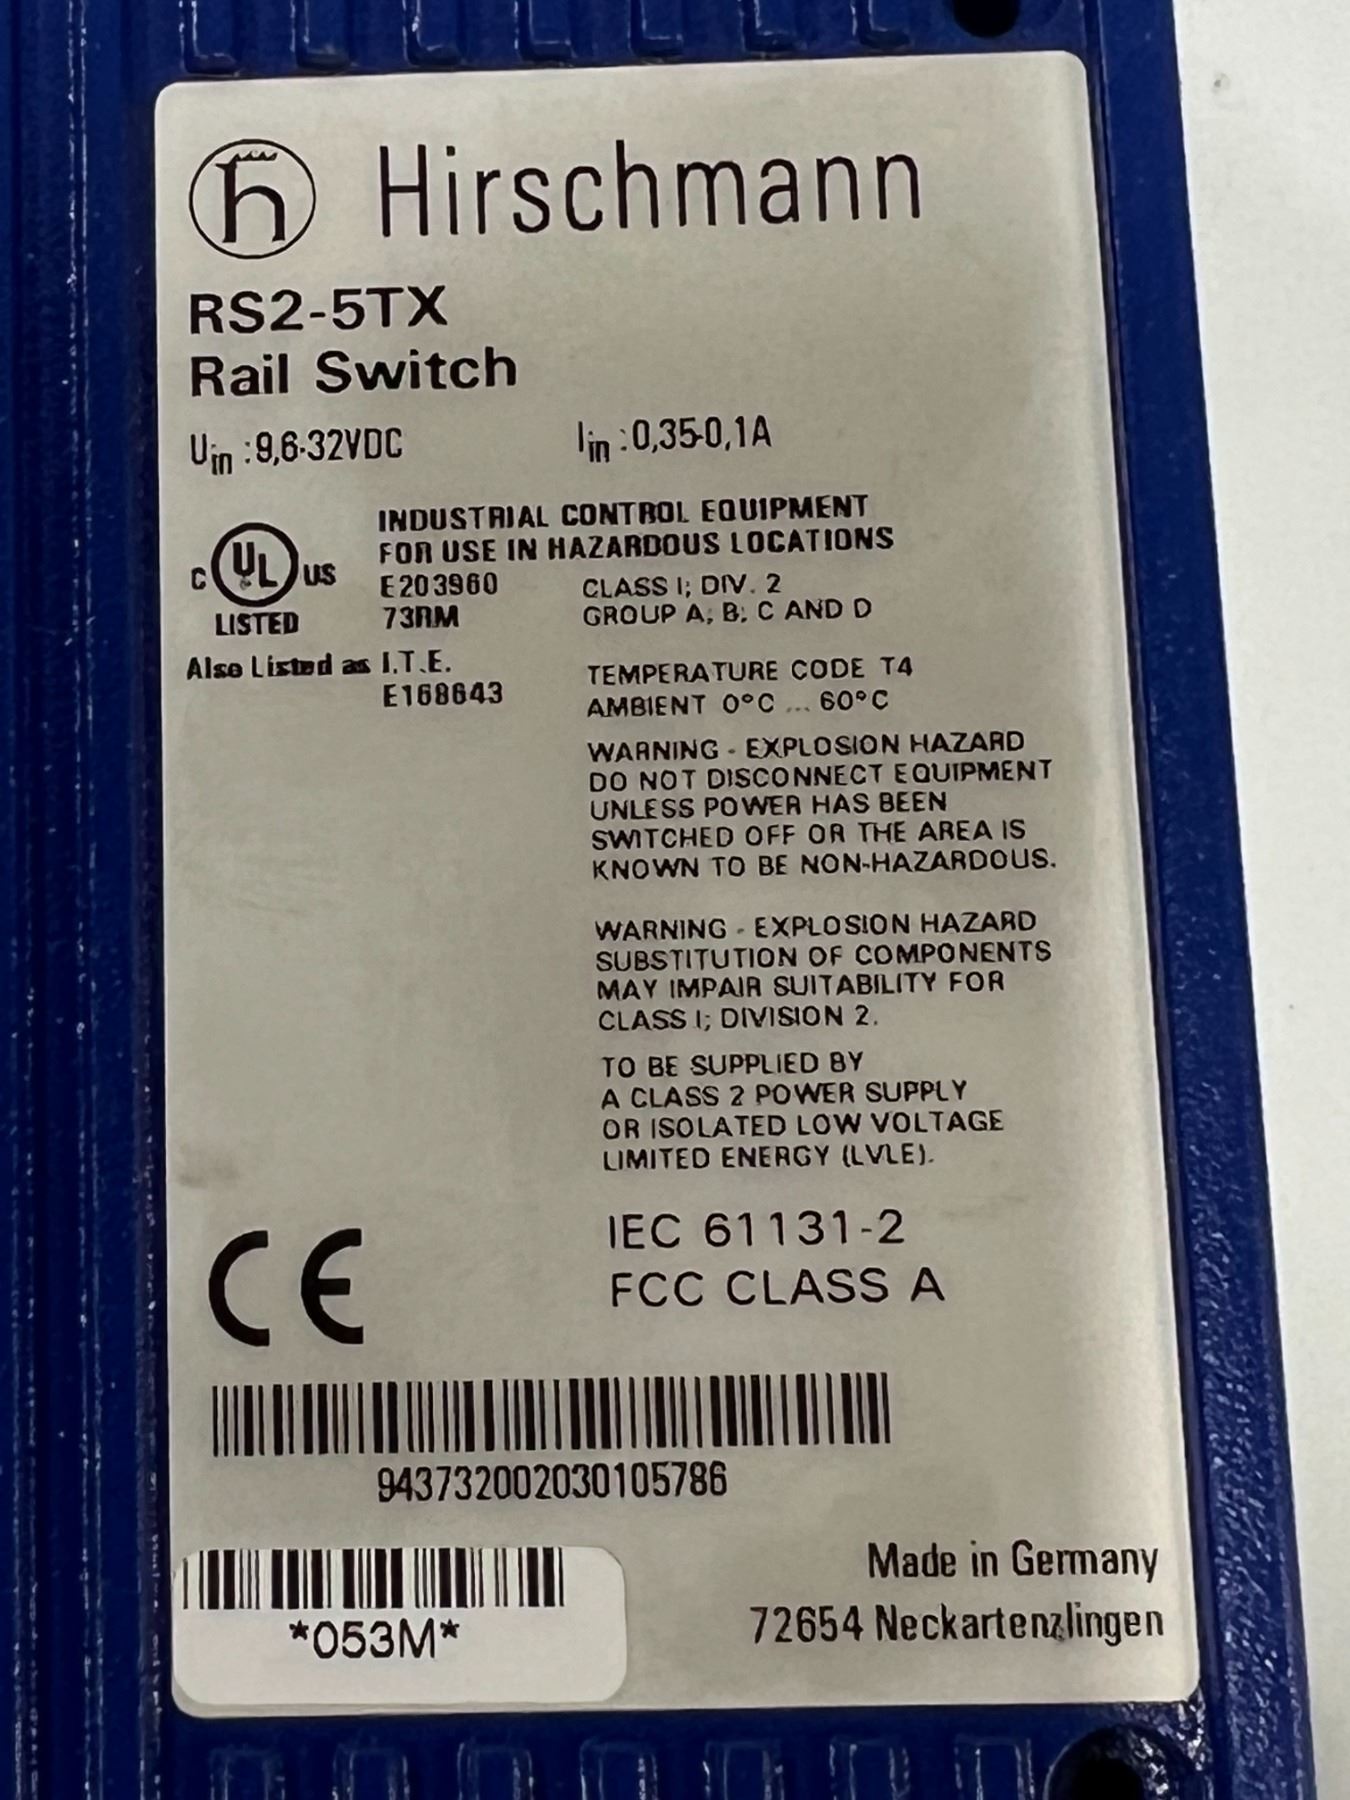 Hirschmann
RS2-5TX
Rail Switch
Uin :9,6-32VDC Iin :0,35-0,1A
INDUSTRIAL CONTROL EQUIPMENT
FOR USE IN HAZARDOUS LOCATIONS
C UL US
LISTED
E203960
73RM
CLASS I; DIV. 2
GROUP A, B, C AND D
Also Listed as I.T.E.
E168643
TEMPERATURE CODE T4
AMBIENT 0°C ... 60°C
WARNING - EXPLOSION HAZARD
DO NOT DISCONNECT EQUIPMENT
UNLESS POWER HAS BEEN
SWITCHED OFF OR THE AREA IS
KNOWN TO BE NON-HAZARDOUS.
WARNING - EXPLOSION HAZARD
SUBSTITUTION OF COMPONENTS
MAY IMPAIR SUITABILITY FOR
CLASS I; DIVISION 2.
TO BE SUPPLIED BY
A CLASS 2 POWER SUPPLY
OR ISOLATED LOW VOLTAGE
LIMITED ENERGY (LVLE).
CE
IEC 61131-2
FCC CLASS A
943732002030105786
*053M*
Made in Germany
72654 Neckartenzlingen